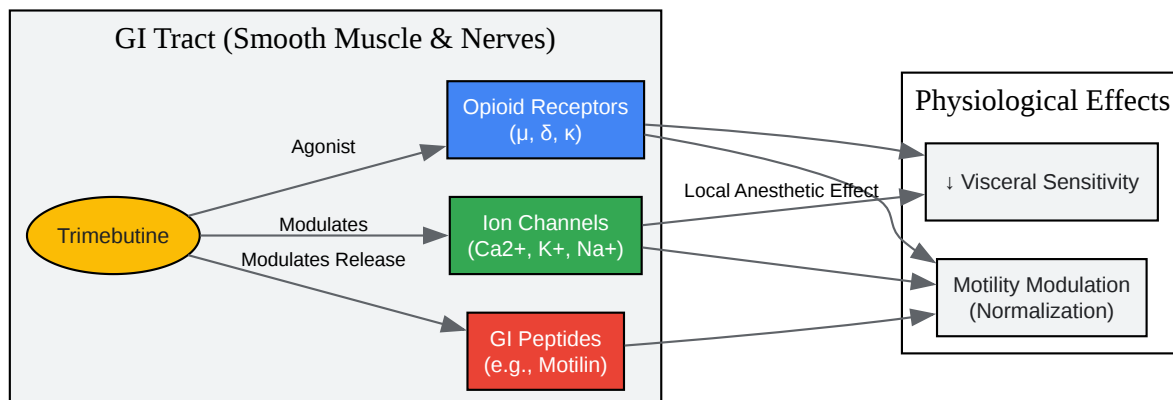 GI Tract (Smooth Muscle & Nerves)
Opioid Receptors
(μ, δ, κ)
Physiological Effects
Agonist
↓ Visceral Sensitivity
Local Anesthetic Effect
Trimebutine
Modulates
Ion Channels
(Ca2+, K+, Na+)
Modulates Release
Motility Modulation
(Normalization)
GI Peptides
(e.g., Motilin)